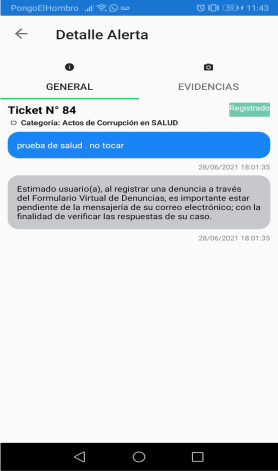 PongoElHombro 59 11:43
Detalle Alerta
GENERAL EVIDENCIAS
Ticket N° 84 Registrado
Categoría: Actos de Corrupción en SALUD
prueba de salud . no tocar
28/06/2021 18:01:35
Estimado usuario(a), al registrar una denuncia a través
del Formulario Virtual de Denuncias, es importante estar
pendiente de la mensajería de su correo electrónico; con la
finalidad de verificar las respuestas de su caso.
28/06/2021 18:01:35